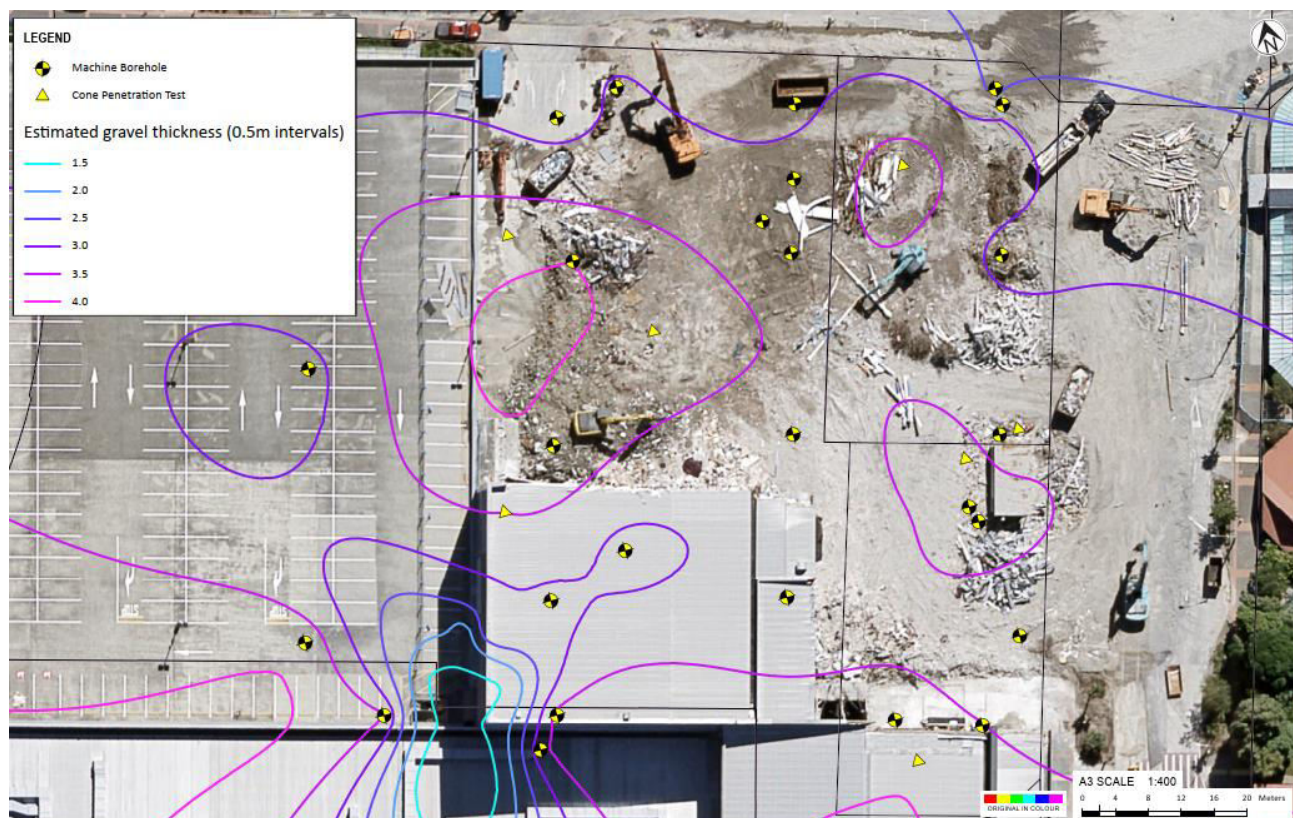 LEGEND
Machine Borehole
Cone Penetration Test
Estimated gravel thickness (0.5m intervals)
1.5
2.0
2.5
3.0
3.5
4.0
N
STOP
STOP
A3 SCALE 1:400
0 4 8 12 16 20 Meters
ORIGINAL IN COLOUR